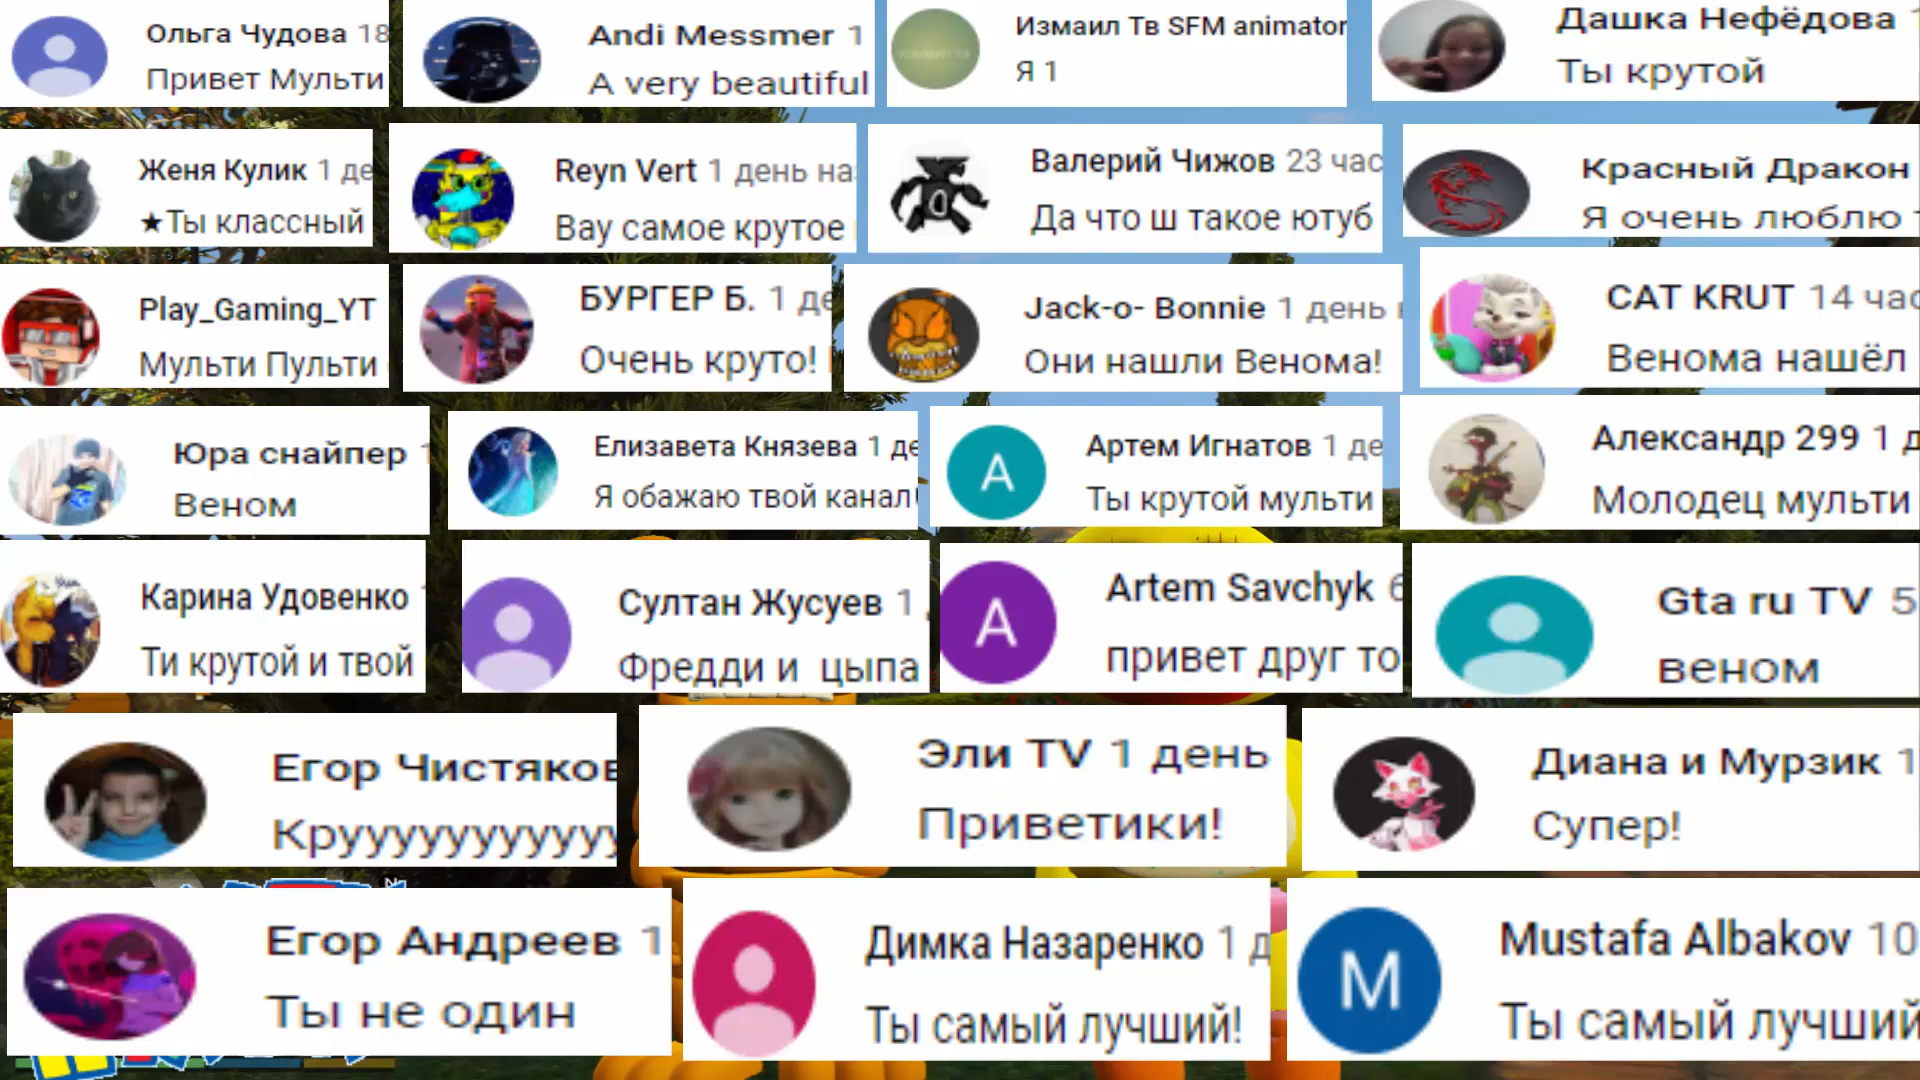 Ольга Чудова 18
Привет Мульти
Andi Messmer 1
A very beautiful
Измаил Тв SFM animator
Я 1
Дашка Нефёдова 1
Ты крутой
Женя Кулик 1 де
★Ты классный
Reyn Vert 1 день на
Вау самое крутое
Валерий Чижов 23 час
Да что ш такое ютуб
Красный Дракон
Я очень люблю т
Play_Gaming_YT
Мульти Пульти
БУРГЕР Б. 1 де
Очень круто!
Jack-o- Bonnie 1 день
Они нашли Венома!
CAT KRUT 14 час
Венома нашёл
Юра снайпер 1
Веном
Елизавета Князева 1 де
Я обажаю твой канал
А Артем Игнатов 1 де
Ты крутой мульти
Александр 299 1 д
Молодец мульти
Карина Удовенко 1
Ти крутой и твой
Султан Жусуев 1
Фредди и цыпа
A Artem Savchyk 6
привет друг то
Gta ru TV 5
веном
Егор Чистяков
Крууууууууууу
Эли TV 1 день
Приветики!
Диана и Мурзик 1
Супер!
Егор Андреев 1
Ты не один
Димка Назаренко 1 д
Ты самый лучший!
M Mustafa Albakov 10
Ты самый лучший